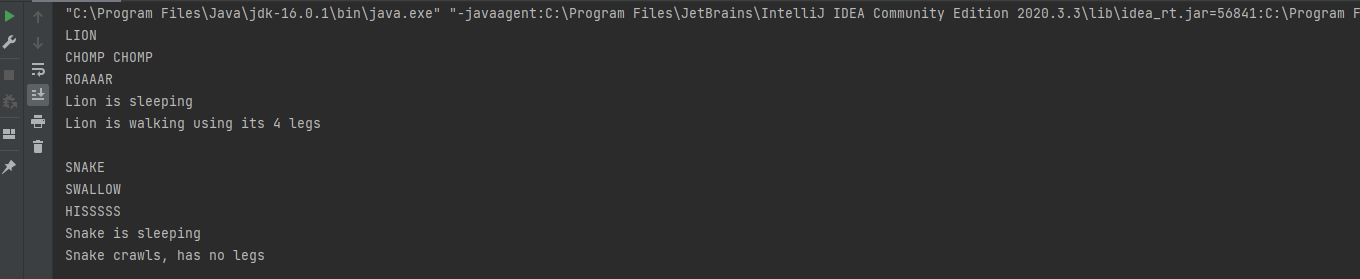 "C:\Program Files\Java\jdk-16.0.1\bin\java.exe" "-javaagent:C:\Program Files\JetBrains\IntelliJ IDEA Community Edition 2020.3.3\lib\idea_rt.jar=56841:C:\Program F
LION
CHOMP CHOMP
ROAAAR
Lion is sleeping
Lion is walking using its 4 legs
SNAKE
SWALLOW
HISSSSS
Snake is sleeping
Snake crawls, has no legs